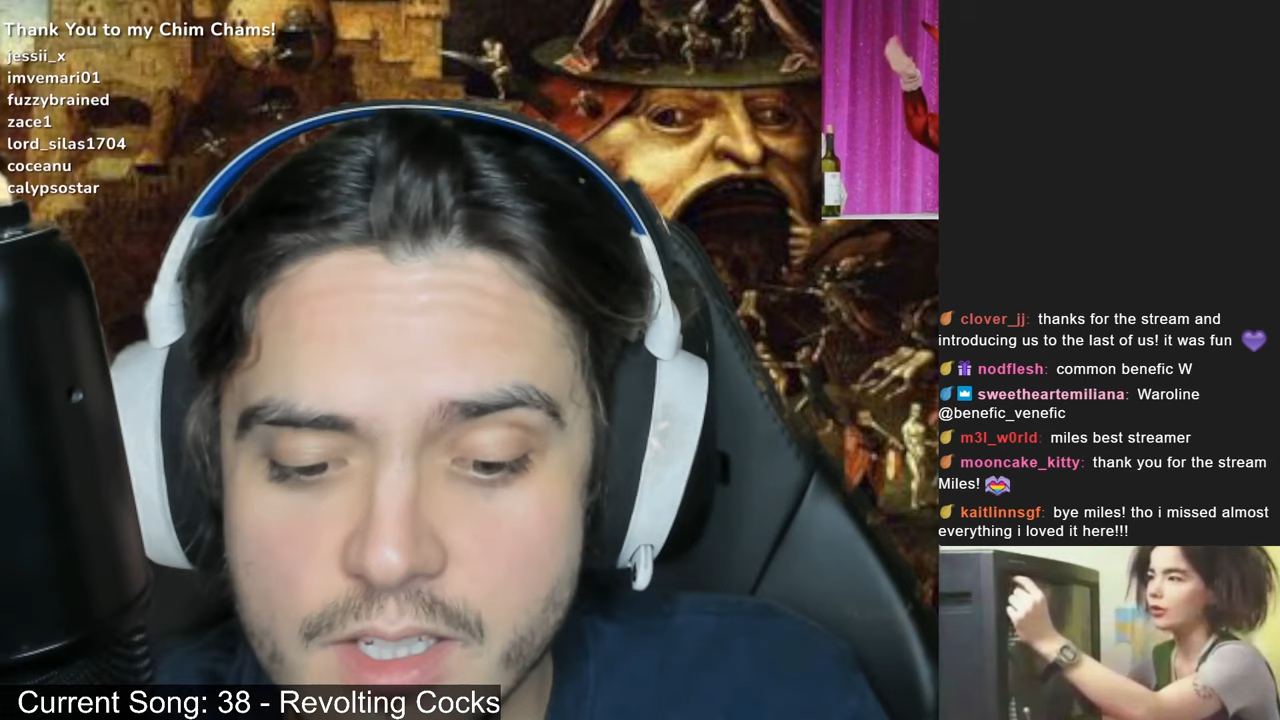 Thank You to my Chim Chams!
jessii_x
imvemari01
fuzzybrained
zace1
lord_silas1704
coceanu
calypsostar
clover_jj: thanks for the stream and
introducing us to the last of us! it was fun
nodflesh: common benefic W
sweetheartemiliana: Waroline
@benefic_venefic
m3l_w0rld: miles best streamer
mooncake_kitty: thank you for the stream
Miles!
kaitlinnsgf: bye miles! tho i missed almost
everything i loved it here!!!
Current Song: 38 - Revolting Cocks